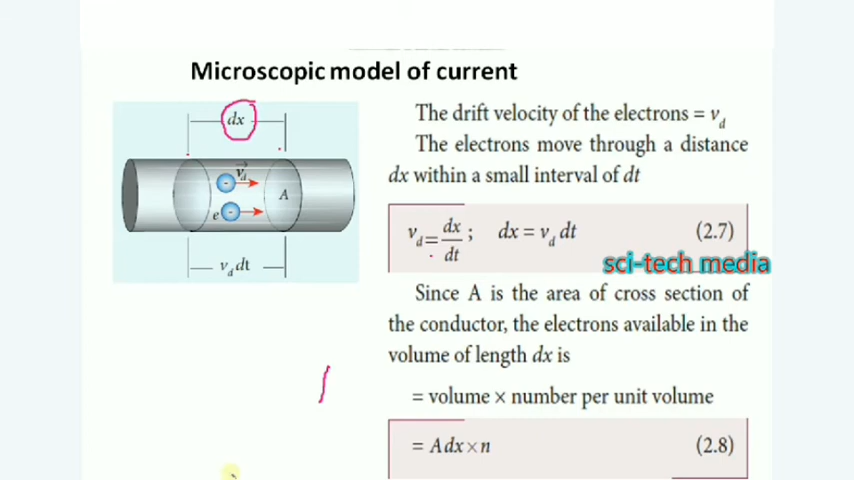 Microscopic model of current
dx
The drift velocity of the electrons = v_d
The electrons move through a distance
dx within a small interval of dt
v_d
A
e
v_d = dx/dt ; dx = v_d dt (2.7)
sci-tech media
v_d dt
Since A is the area of cross section of
the conductor, the electrons available in the
volume of length dx is
= volume × number per unit volume
= Adx × n (2.8)